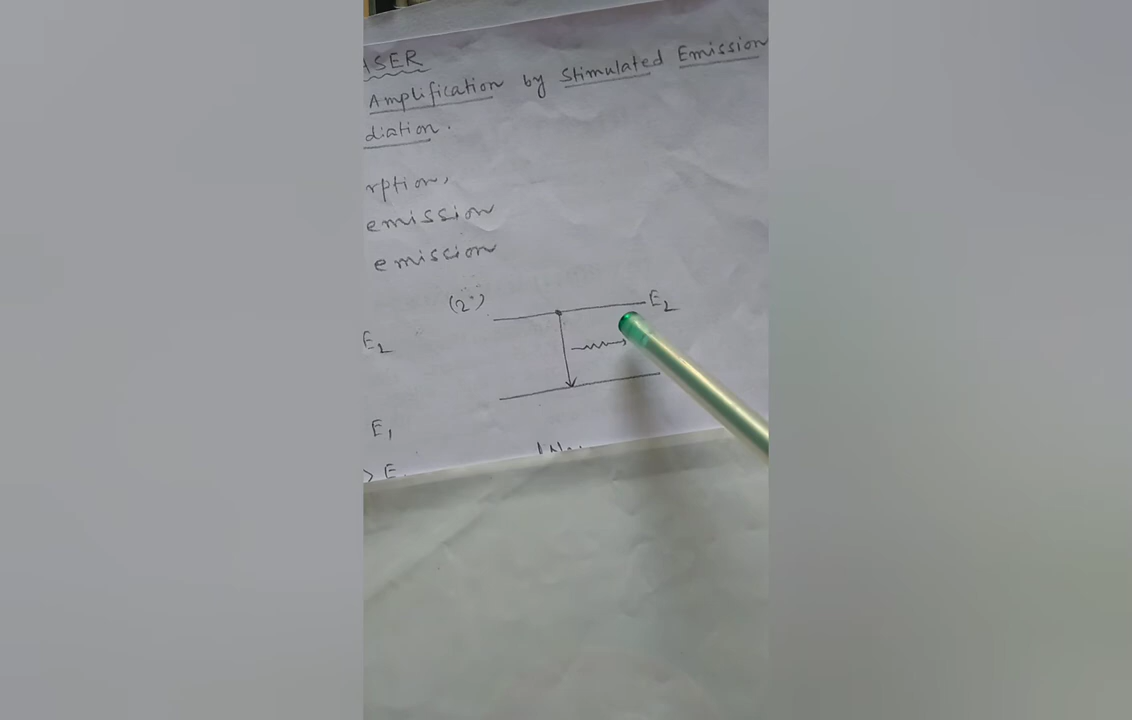 ASER
Amplification by Stimulated Emission
diation.
rption,
emission
emission
(2)
E₂
E₂
E₁
> E